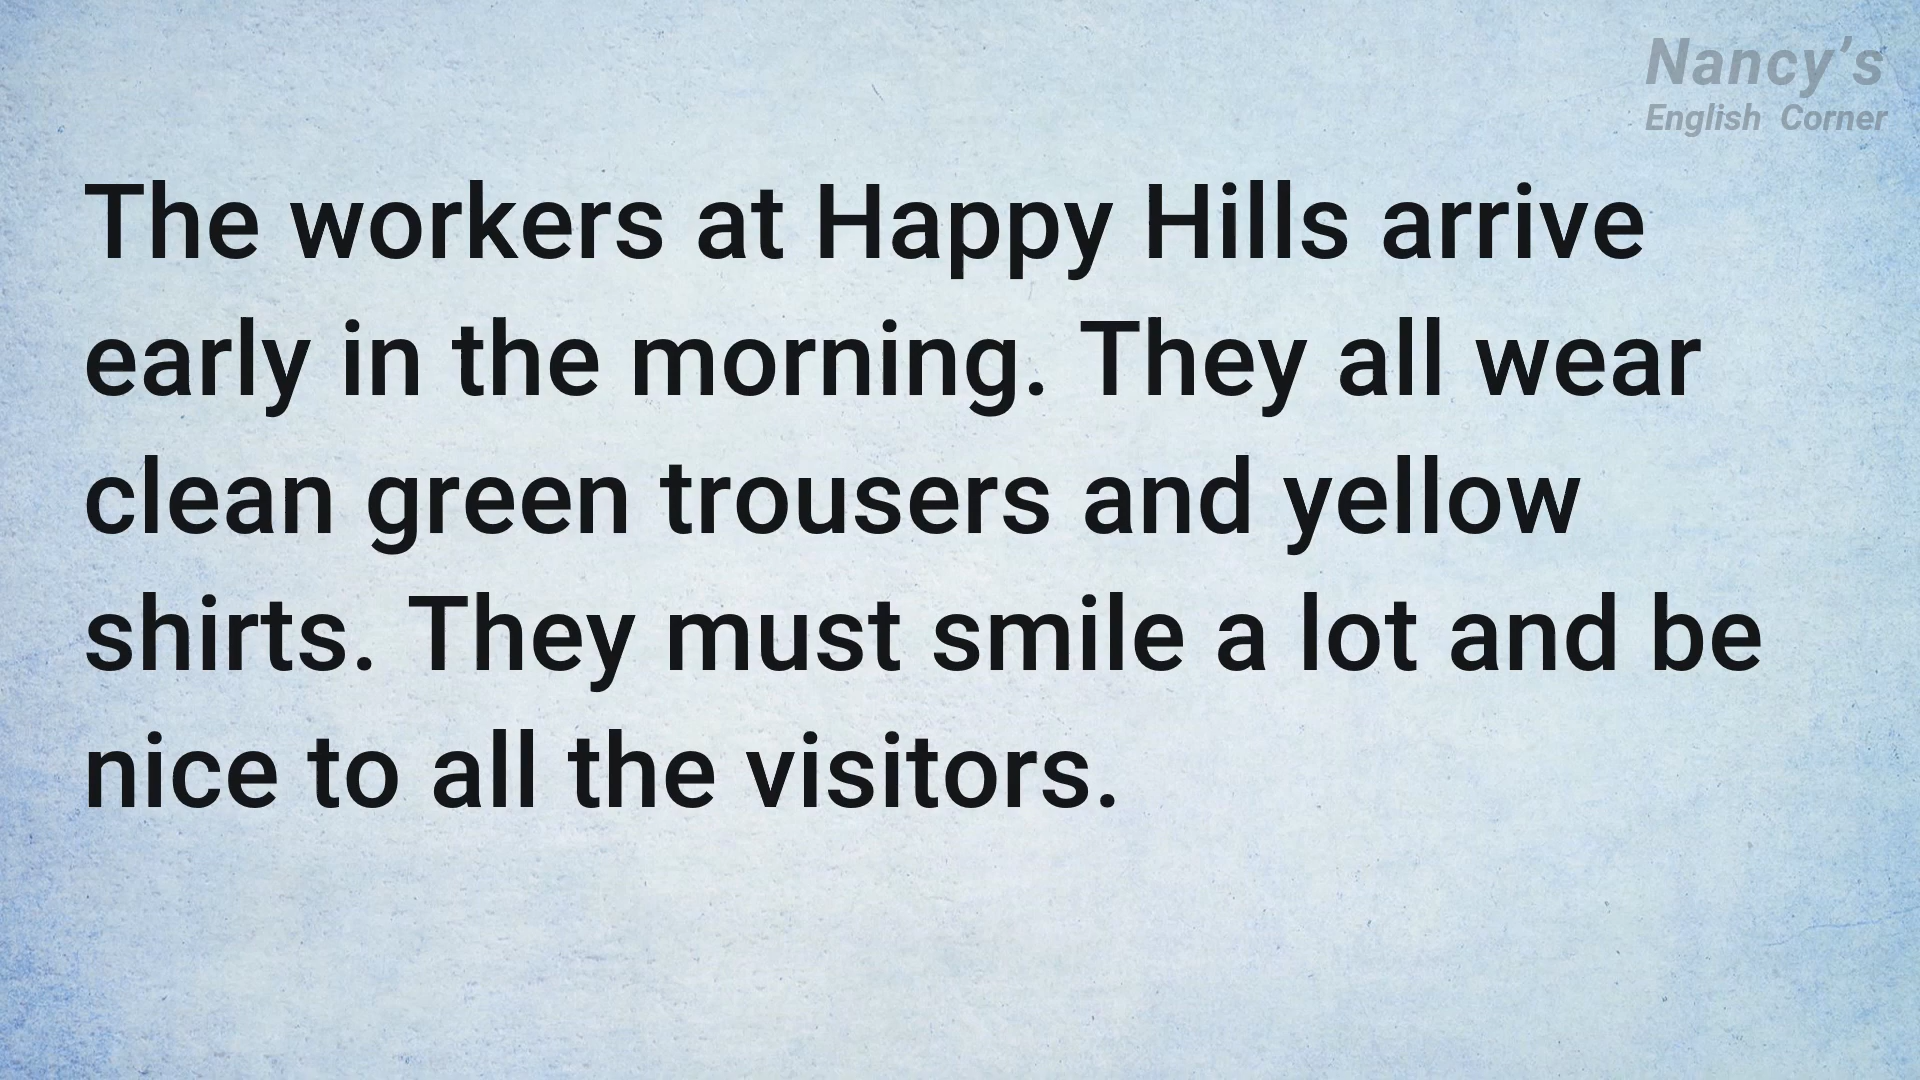 Nancy’s
English Corner
The workers at Happy Hills arrive
early in the morning. They all wear
clean green trousers and yellow
shirts. They must smile a lot and be
nice to all the visitors.